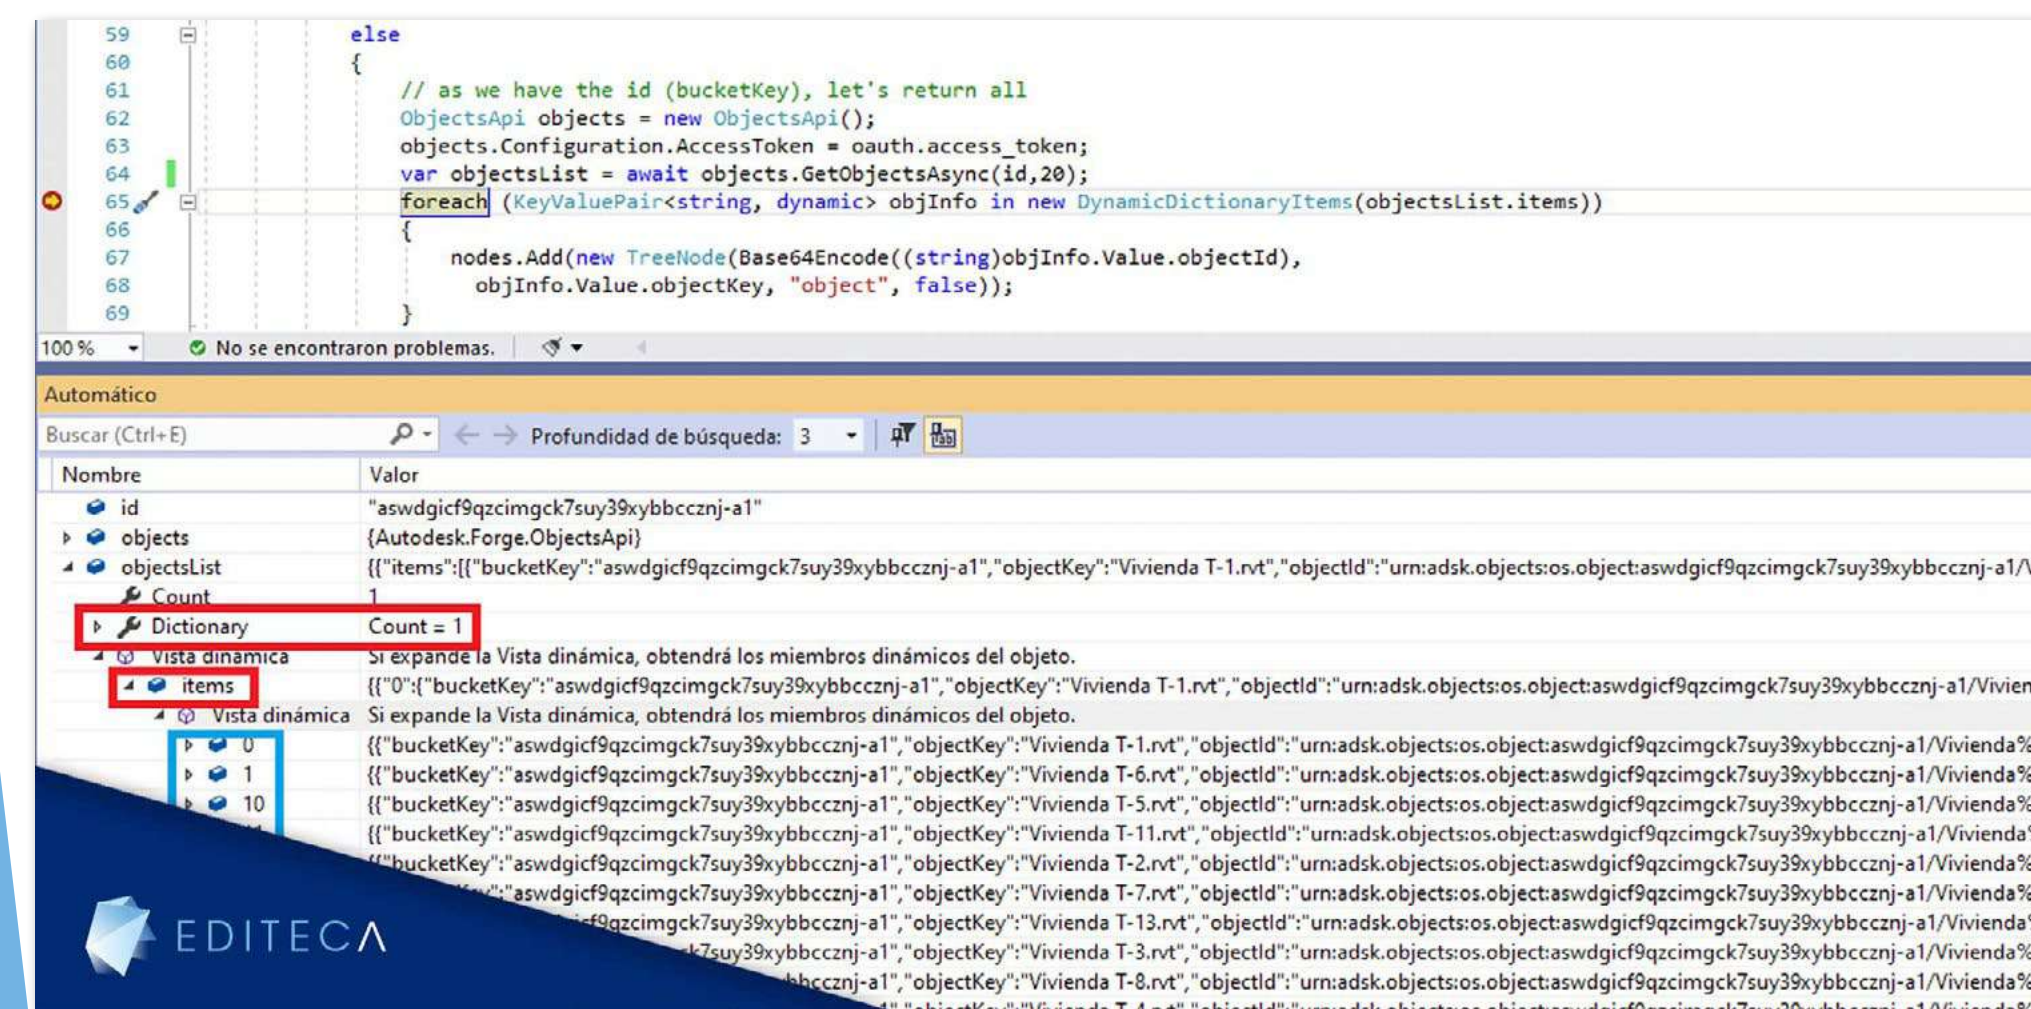 59 else
60 {
61 // as we have the id (bucketKey), let's return all
62 ObjectsApi objects = new ObjectsApi();
63 objects.Configuration.AccessToken = oauth.access_token;
64 var objectsList = await objects.GetObjectsAsync(id,20);
65 foreach (KeyValuePair<string, dynamic> objInfo in new DynamicDictionaryItems(objectsList.items))
66 {
67 nodes.Add(new TreeNode(Base64Encode((string)objInfo.Value.objectId),
68 objInfo.Value.objectKey, "object", false));
69 }
100 % No se encontraron problemas.
Automático
Buscar (Ctrl+E) Profundidad de búsqueda: 3
Nombre Valor
id "aswdgicf9qzcimgck7suy39xybbccznj-a1"
objects {Autodesk.Forge.ObjectsApi}
objectsList {{"items":[{"bucketKey":"aswdgicf9qzcimgck7suy39xybbccznj-a1","objectKey":"Vivienda T-1.rvt","objectId":"urn:adsk.objects:os.object:aswdgicf9qzcimgck7suy39xybbccznj-a1/
Count 1
Dictionary Count = 1
Vista dinámica Si expande la Vista dinámica, obtendrá los miembros dinámicos del objeto.
items {{"0":{"bucketKey":"aswdgicf9qzcimgck7suy39xybbccznj-a1","objectKey":"Vivienda T-1.rvt","objectId":"urn:adsk.objects:os.object:aswdgicf9qzcimgck7suy39xybbccznj-a1/Vivien
Vista dinámica Si expande la Vista dinámica, obtendrá los miembros dinámicos del objeto.
0 {{"bucketKey":"aswdgicf9qzcimgck7suy39xybbccznj-a1","objectKey":"Vivienda T-1.rvt","objectId":"urn:adsk.objects:os.object:aswdgicf9qzcimgck7suy39xybbccznj-a1/Vivienda%
1 {{"bucketKey":"aswdgicf9qzcimgck7suy39xybbccznj-a1","objectKey":"Vivienda T-6.rvt","objectId":"urn:adsk.objects:os.object:aswdgicf9qzcimgck7suy39xybbccznj-a1/Vivienda%
10 {{"bucketKey":"aswdgicf9qzcimgck7suy39xybbccznj-a1","objectKey":"Vivienda T-5.rvt","objectId":"urn:adsk.objects:os.object:aswdgicf9qzcimgck7suy39xybbccznj-a1/Vivienda%
{{"bucketKey":"aswdgicf9qzcimgck7suy39xybbccznj-a1","objectKey":"Vivienda T-11.rvt","objectId":"urn:adsk.objects:os.object:aswdgicf9qzcimgck7suy39xybbccznj-a1/Vivienda
"bucketKey":"aswdgicf9qzcimgck7suy39xybbccznj-a1","objectKey":"Vivienda T-2.rvt","objectId":"urn:adsk.objects:os.object:aswdgicf9qzcimgck7suy39xybbccznj-a1/Vivienda%
":"aswdgicf9qzcimgck7suy39xybbccznj-a1","objectKey":"Vivienda T-7.rvt","objectId":"urn:adsk.objects:os.object:aswdgicf9qzcimgck7suy39xybbccznj-a1/Vivienda%
gzcimgck7suy39xybbccznj-a1","objectKey":"Vivienda T-13.rvt","objectId":"urn:adsk.objects:os.object:aswdgicf9qzcimgck7suy39xybbccznj-a1/Vivienda
7suy39xybbccznj-a1","objectKey":"Vivienda T-3.rvt","objectId":"urn:adsk.objects:os.object:aswdgicf9qzcimgck7suy39xybbccznj-a1/Vivienda%
ccznj-a1","objectKey":"Vivienda T-8.rvt","objectId":"urn:adsk.objects:os.object:aswdgicf9qzcimgck7suy39xybbccznj-a1/Vivienda%
EDITECA